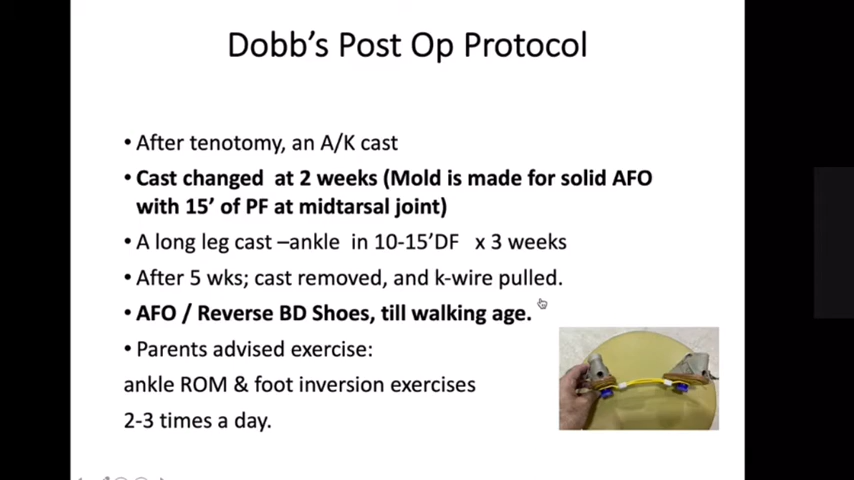 Dobb's Post Op Protocol
• After tenotomy, an A/K cast
• Cast changed at 2 weeks (Mold is made for solid AFO
with 15' of PF at midtarsal joint)
• A long leg cast –ankle in 10-15'DF x 3 weeks
• After 5 wks; cast removed, and k-wire pulled.
• AFO / Reverse BD Shoes, till walking age.
• Parents advised exercise:
ankle ROM & foot inversion exercises
2-3 times a day.